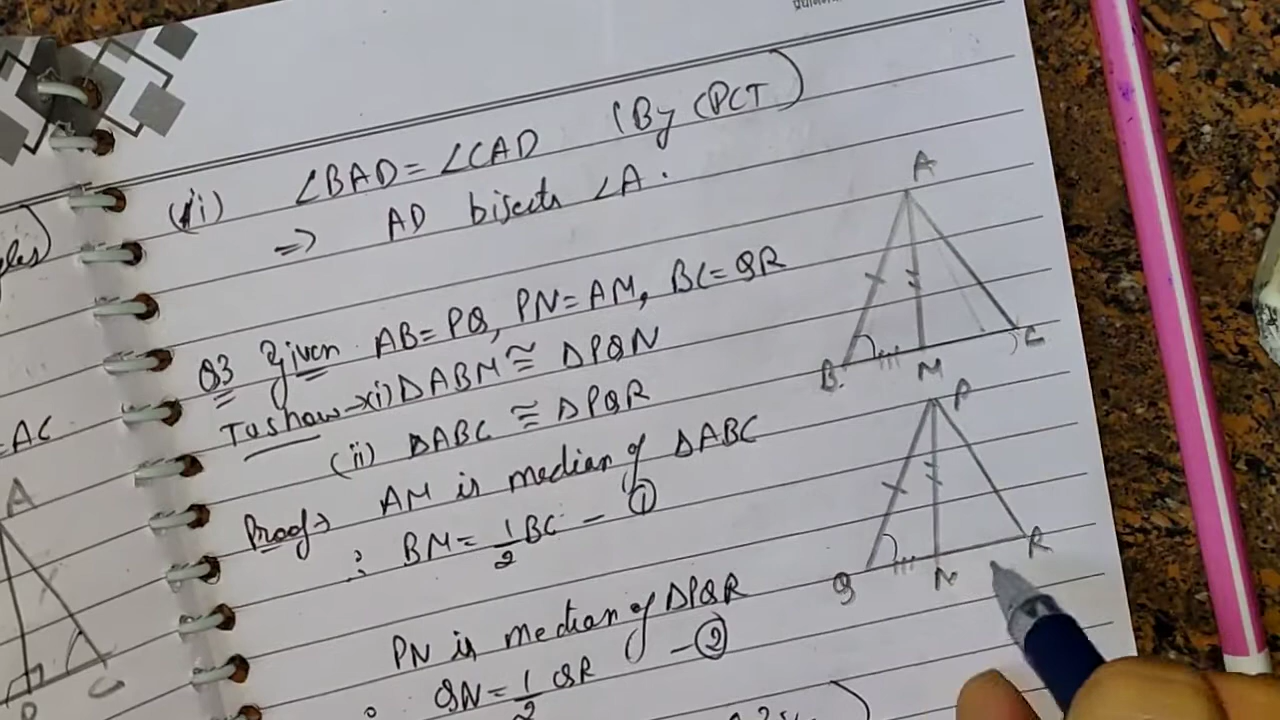 (ii) ∠BAD = ∠CAD (By CPCT)
⇒ AD bisects ∠A.
Q3 Given AB = PQ, PN = AM, BC = QR
To show → (i) ΔABM ≅ ΔPQN
(ii) ΔABC ≅ ΔPQR
Proof → AM is median of ΔABC
∴ BM = 1/2 BC - ①
PN is median of ΔPQR
QN = 1/2 QR - ②
A
B M C
P
Q N R
= AC
A
D C